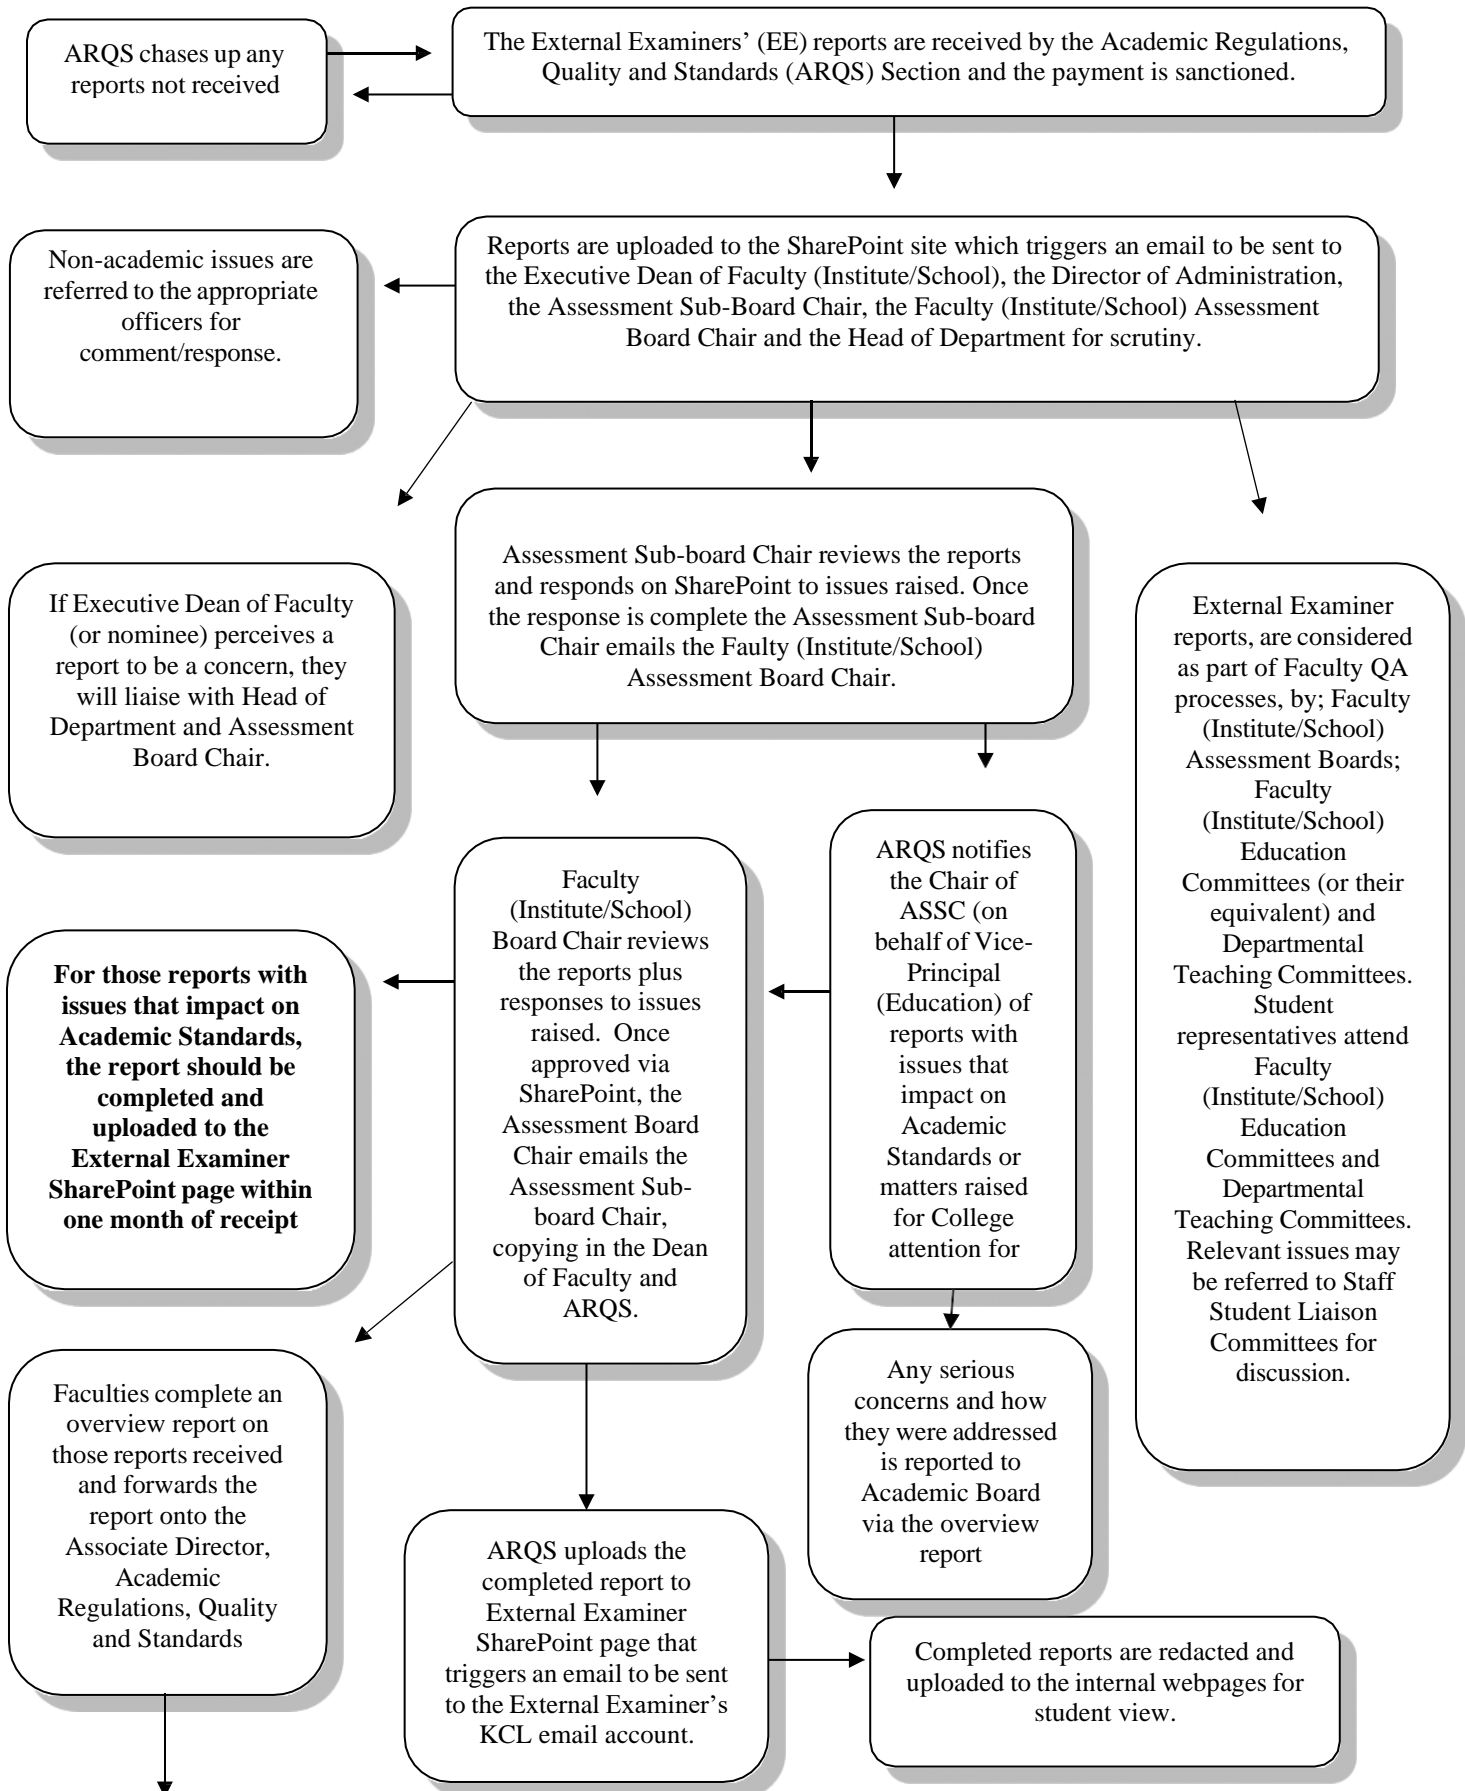 ARQS chases up any
reports not received
The External Examiners’ (EE) reports are received by the Academic Regulations,
Quality and Standards (ARQS) Section and the payment is sanctioned.
Non-academic issues are
referred to the appropriate
officers for
comment/response.
Reports are uploaded to the SharePoint site which triggers an email to be sent to
the Executive Dean of Faculty (Institute/School), the Director of Administration,
the Assessment Sub-Board Chair, the Faculty (Institute/School) Assessment
Board Chair and the Head of Department for scrutiny.
If Executive Dean of Faculty
(or nominee) perceives a
report to be a concern, they
will liaise with Head of
Department and Assessment
Board Chair.
Assessment Sub-board Chair reviews the reports
and responds on SharePoint to issues raised. Once
the response is complete the Assessment Sub-board
Chair emails the Faulty (Institute/School)
Assessment Board Chair.
External Examiner
reports, are considered
as part of Faculty QA
processes, by; Faculty
(Institute/School)
Assessment Boards;
Faculty
(Institute/School)
Education
Committees (or their
equivalent) and
Departmental
Teaching Committees.
Student
representatives attend
Faculty
(Institute/School)
Education
Committees and
Departmental
Teaching Committees.
Relevant issues may
be referred to Staff
Student Liaison
Committees for
discussion.
For those reports with
issues that impact on
Academic Standards,
the report should be
completed and
uploaded to the
External Examiner
SharePoint page within
one month of receipt
Faculty
(Institute/School)
Board Chair reviews
the reports plus
responses to issues
raised. Once
approved via
SharePoint, the
Assessment Board
Chair emails the
Assessment Sub-
board Chair,
copying in the Dean
of Faculty and
ARQS.
ARQS notifies
the Chair of
ASSC (on
behalf of Vice-
Principal
(Education) of
reports with
issues that
impact on
Academic
Standards or
matters raised
for College
attention for
Faculties complete an
overview report on
those reports received
and forwards the
report onto the
Associate Director,
Academic
Regulations, Quality
and Standards
Any serious
concerns and how
they were addressed
is reported to
Academic Board
via the overview
report
ARQS uploads the
completed report to
External Examiner
SharePoint page that
triggers an email to be sent
to the External Examiner’s
KCL email account.
Completed reports are redacted and
uploaded to the internal webpages for
student view.